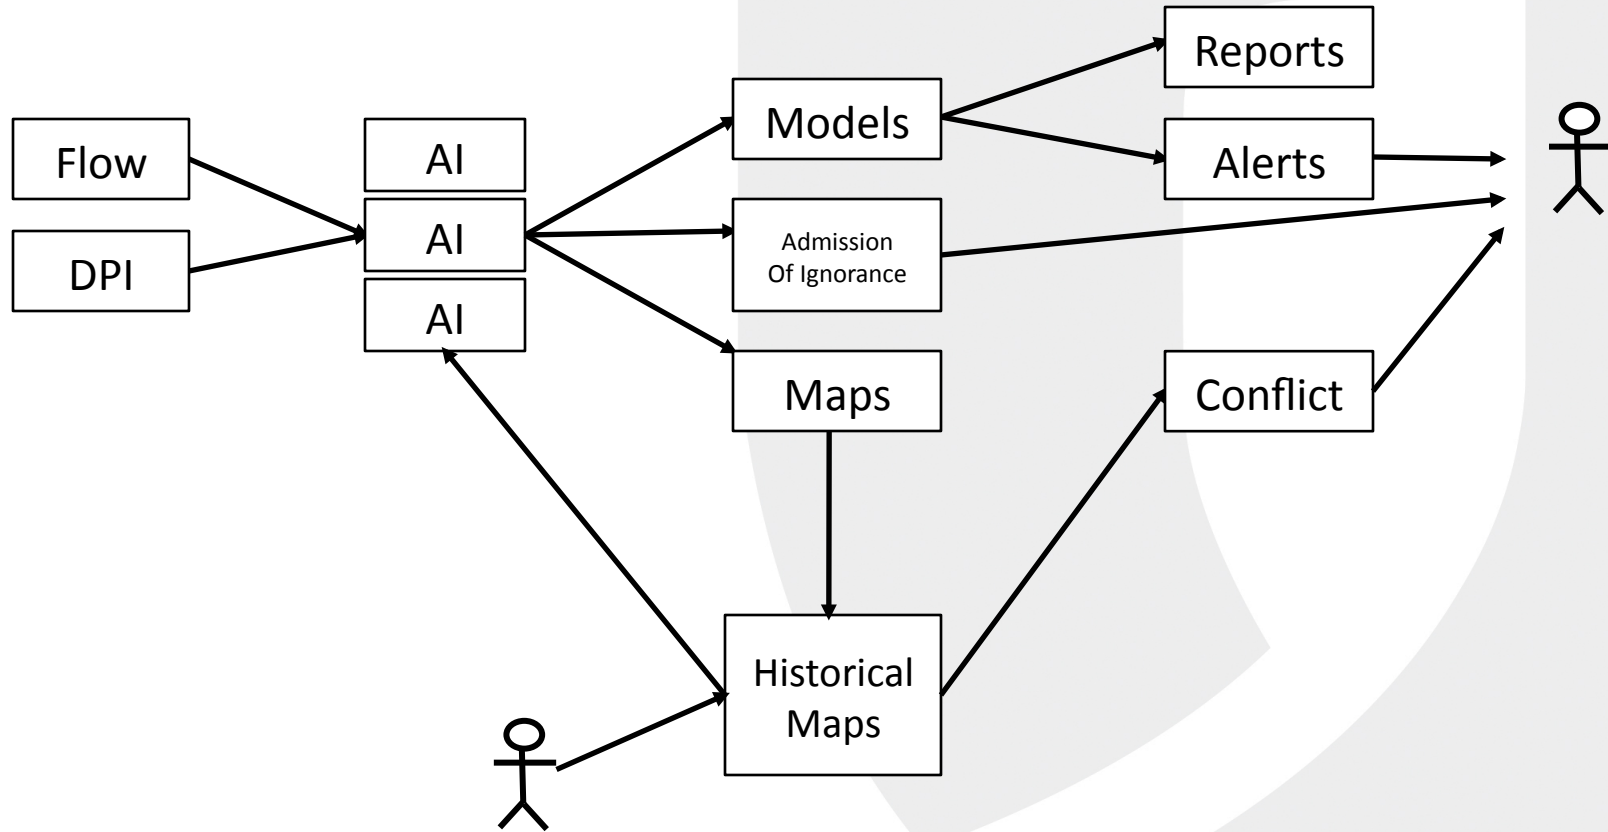 Flow
DPI
AI
AI
AI
Models
Admission
Of Ignorance
Maps
Historical
Maps
Reports
Alerts
Conflict